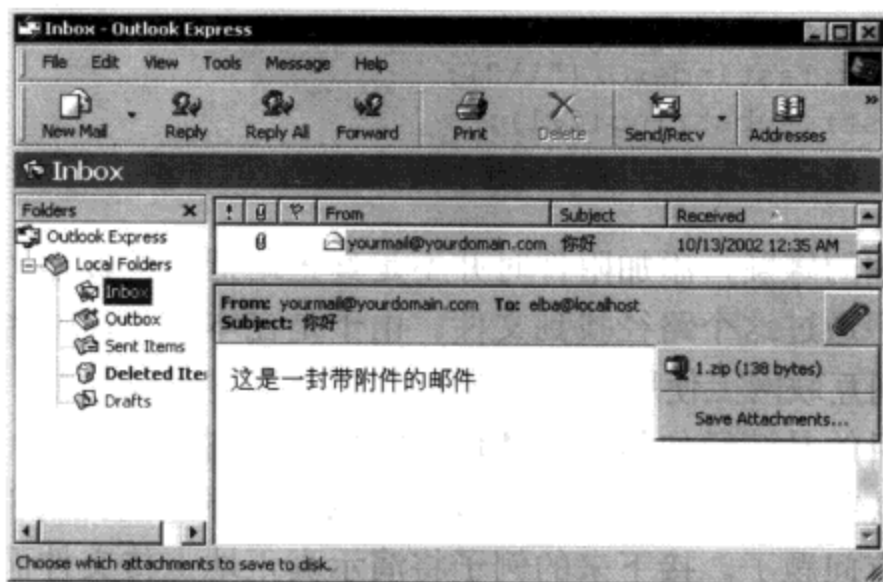 Inbox - Outlook Express
File Edit View Tools Message Help
New Mail Reply Reply All Forward Print Delete Send/Recv Addresses »
Inbox
Folders × ! From Subject Received
Outlook Express
yourmail@yourdomain.com 你好 10/13/2002 12:35 AM
Local Folders
Inbox
Outbox
Sent Items
Deleted Ite
Drafts
From: yourmail@yourdomain.com To: elba@localhost
Subject: 你好
1.zip (138 bytes)
Save Attachments...
这是一封带附件的邮件
Choose which attachments to save to disk.